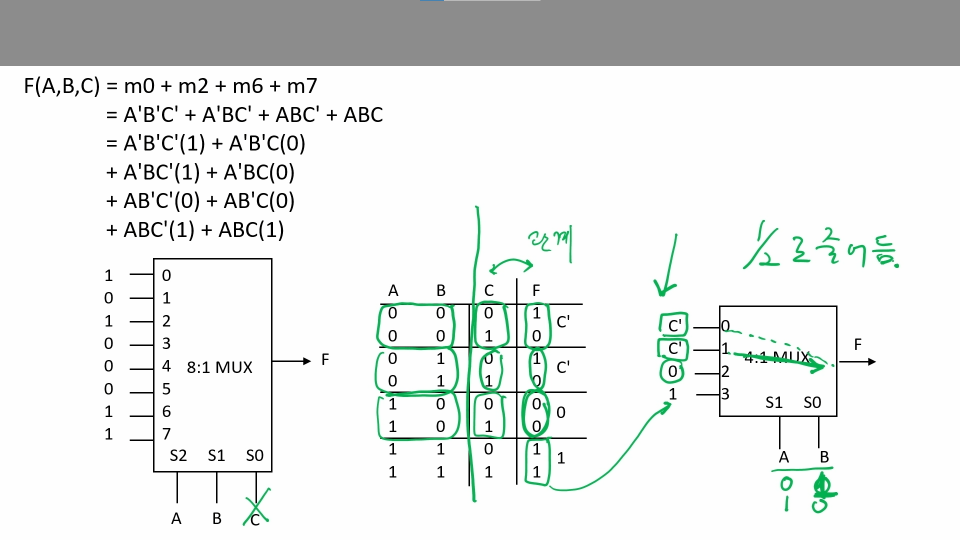 F(A,B,C) = m0 + m2 + m6 + m7
= A'B'C' + A'BC' + ABC' + ABC
= A'B'C'(1) + A'B'C(0)
+ A'BC'(1) + A'BC(0)
+ AB'C'(0) + AB'C(0)
+ ABC'(1) + ABC(1)
1 0
0 1
1 2
0 3
0 4
0 5
1 6
1 7
8:1 MUX
F
S2 S1 S0
A B C
관계
A B C F
0 0 0 1 C'
0 0 1 0
0 1 0 1 C'
0 1 1 0
1 0 0 0 0
1 0 1 0
1 1 0 1 1
1 1 1 1
1/2 로 줄어듬.
C' 0
C' 1
0 2
1 3
4:1 MUX
F
S1 S0
A B
0
1 0